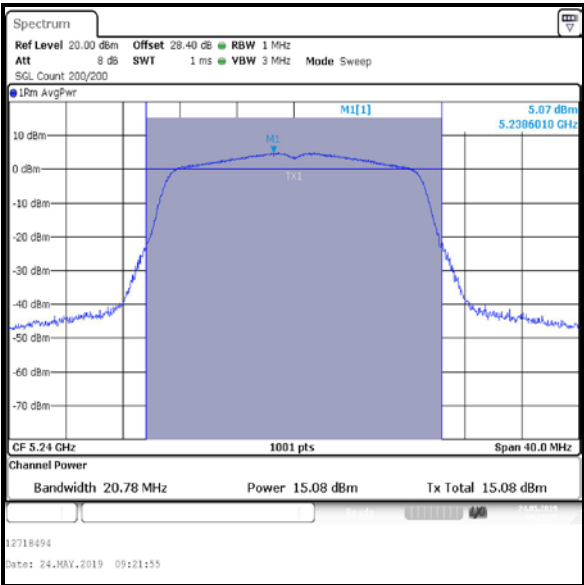 Spectrum
Ref Level 20.00 dBm Offset 28.40 dB RBW 1 MHz
Att 8 dB SWT 1 ms VBW 3 MHz Mode Sweep
SGL Count 200/200
1Rm AvgPwr
M1[1] 5.07 dBm
5.2386010 GHz
10 dBm
M1
0 dBm
TX1
-10 dBm
-20 dBm
-30 dBm
-40 dBm
-50 dBm
-60 dBm
-70 dBm
CF 5.24 GHz 1001 pts Span 40.0 MHz
Channel Power
Bandwidth 20.78 MHz Power 15.08 dBm Tx Total 15.08 dBm
24.05.2019
12718494
Date: 24.MAY.2019 09:21:55